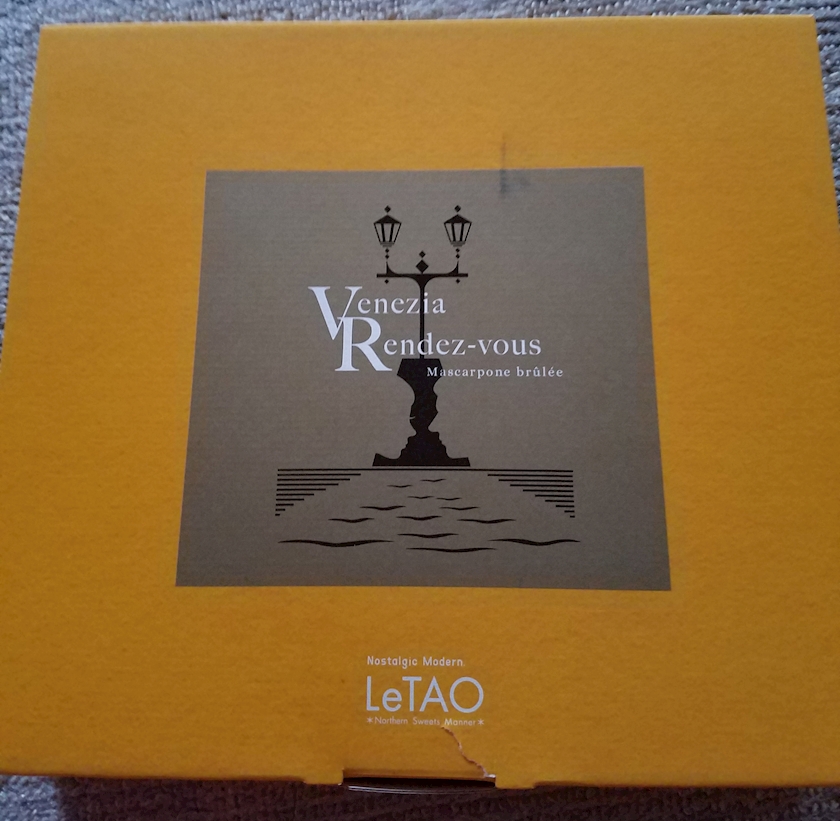 Venezia
Rendez-vous
Mascarpone brûlée
Nostalgic Modern.
LeTAO
*Northern Sweets Manner*